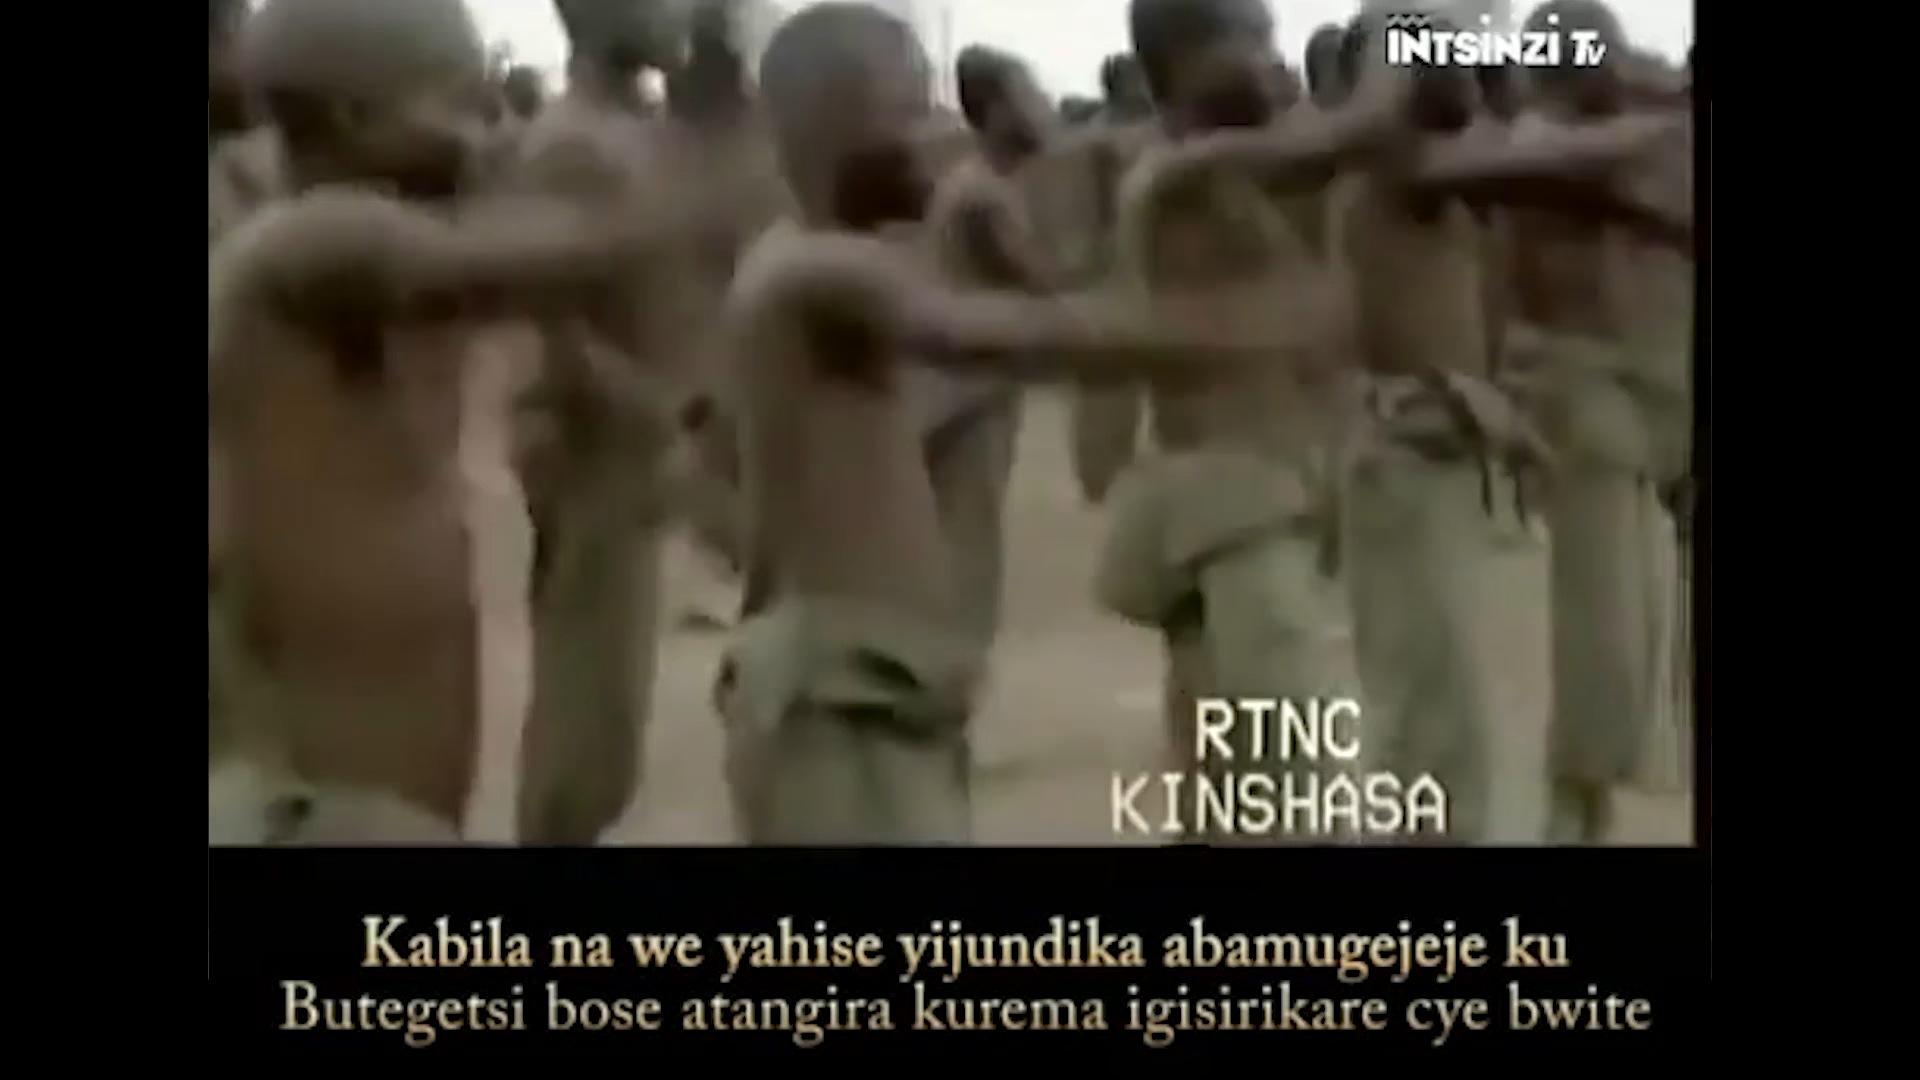 INTSINZI Tv
RTNC
KINSHASA
Kabila na we yahise yijundika abamugejeje ku
Butegetsi bose atangira kurema igisirikare cye bwite